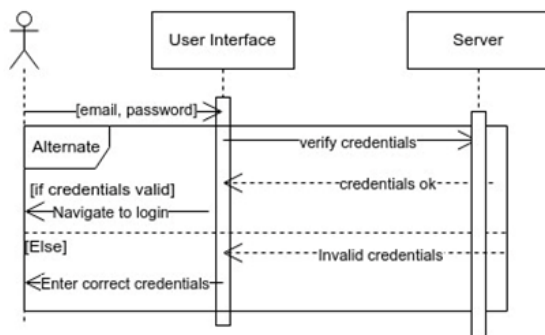 User Interface
Server
[email, password]
Alternate
verify credentials
[if credentials valid]
credentials ok
Navigate to login
[Else]
Invalid credentials
Enter correct credentials